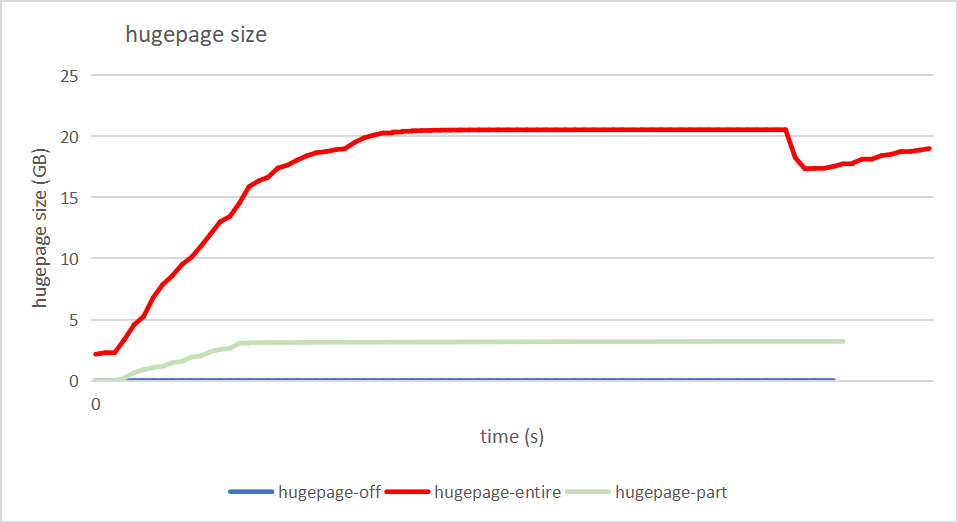 hugepage size
25
20
15
10
5
0
hugepage size (GB)
0
time (s)
hugepage-off hugepage-entire hugepage-part